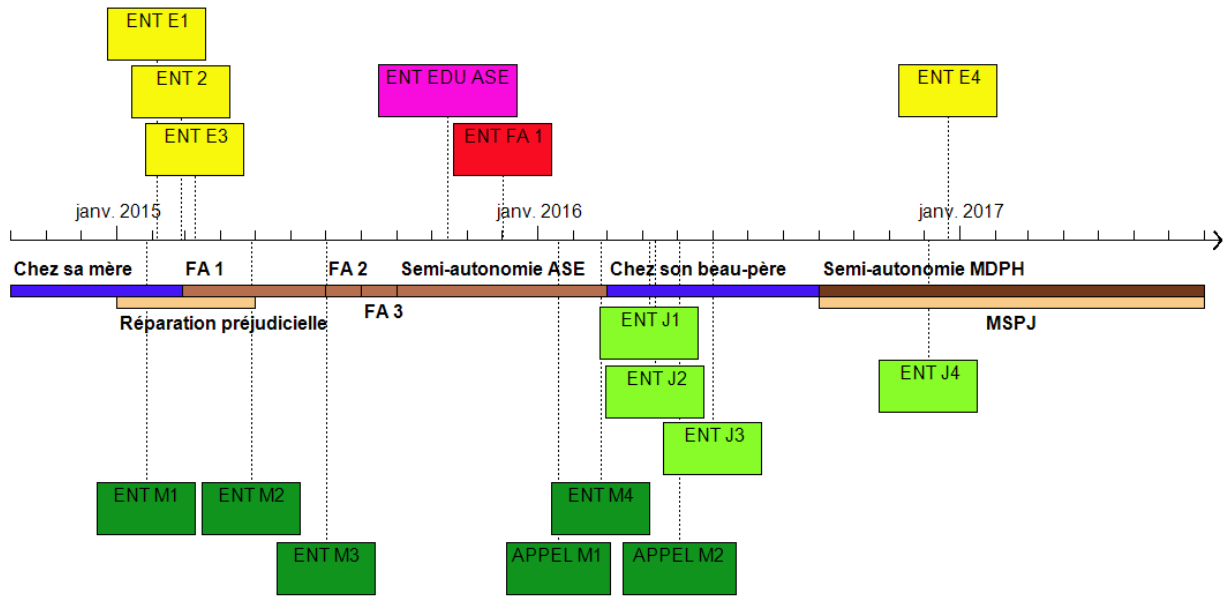 ENT E1
ENT 2
ENT EDU ASE
ENT E4
ENT E3
ENT FA 1
janv. 2015
janv. 2016
janv. 2017
Chez sa mère
FA 1
FA 2
Semi-autonomie ASE
Chez son beau-père
Semi-autonomie MDPH
FA 3
Réparation préjudicielle
MSPJ
ENT J1
ENT J2
ENT J4
ENT J3
ENT M1
ENT M2
ENT M4
ENT M3
APPEL M1
APPEL M2